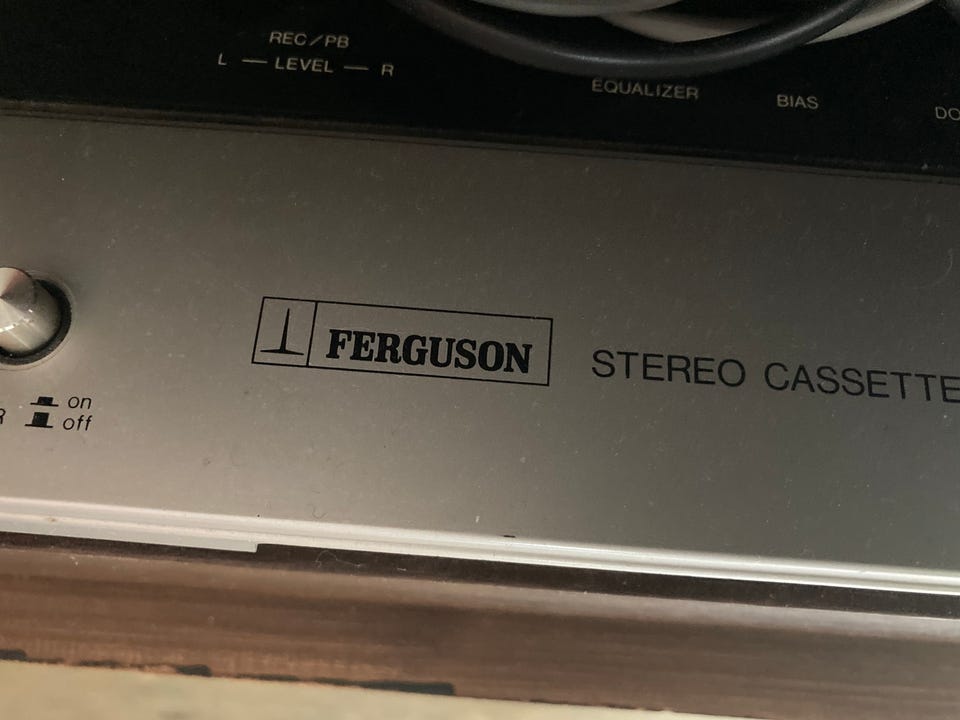 REC/PB
L — LEVEL — R
EQUALIZER
BIAS
FERGUSON
STEREO CASSETTE
on
off